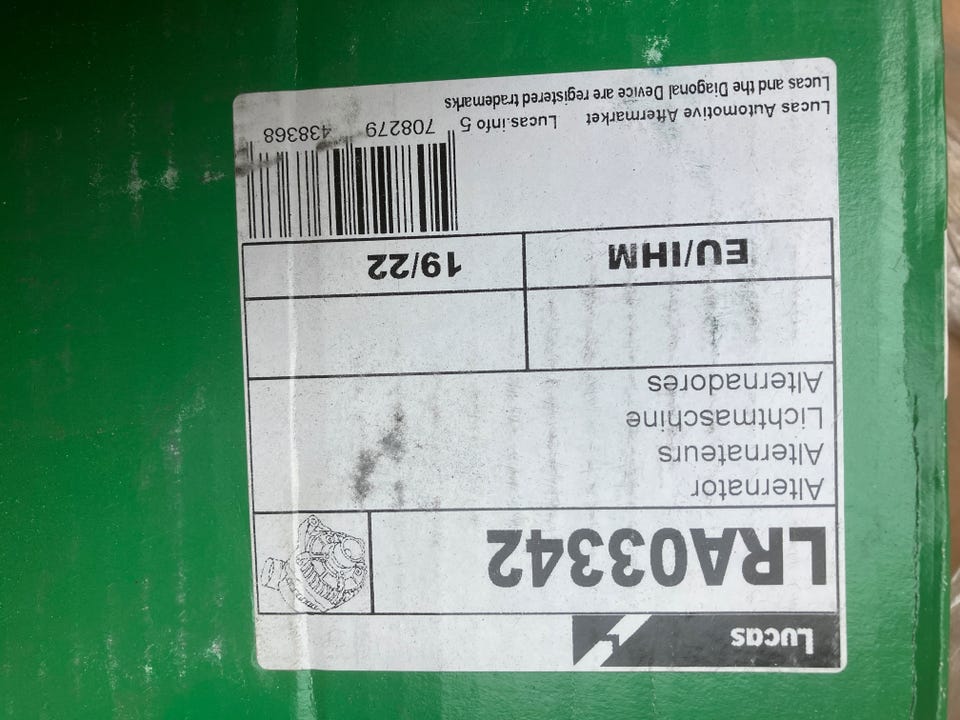 Lucas
LRA03342
Alternator
Alternateurs
Lichtmaschine
Alternadores
EU/IHM 19/22
5 708279 438368
Lucas Automotive Aftermarket Lucas.info
Lucas and the Diagonal Device are registered trademarks